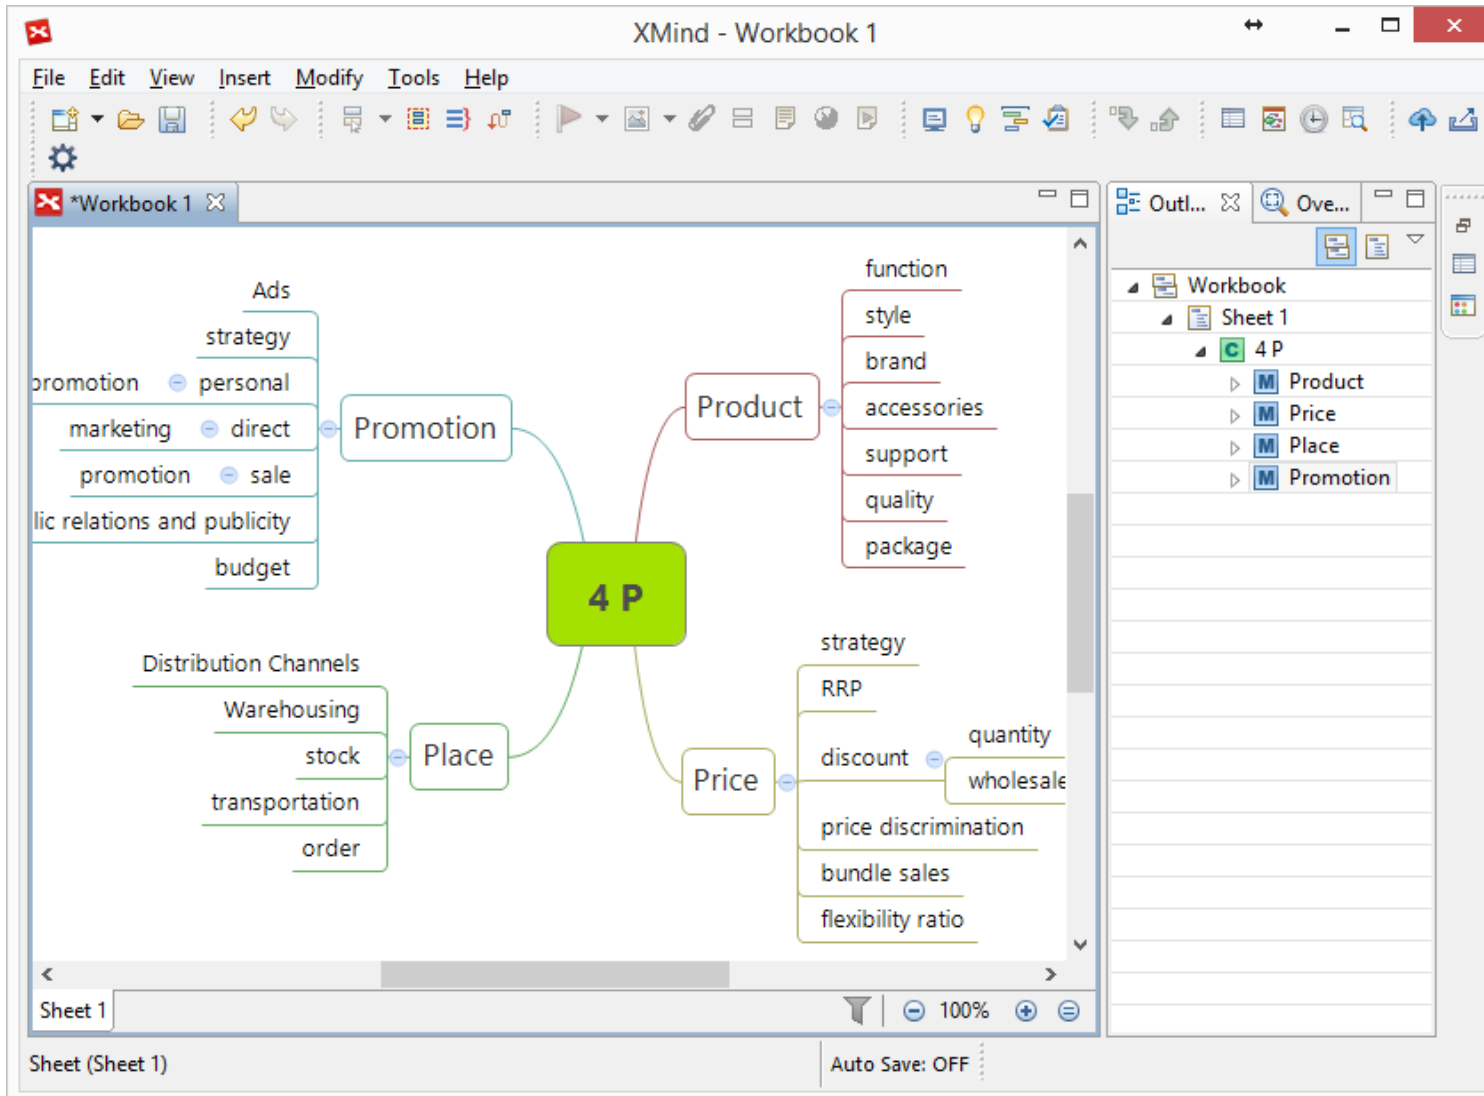 XMind - Workbook 1
File Edit View Insert Modify Tools Help
*Workbook 1
Outl...
Ove...
Ads
strategy
promotion personal
marketing direct
promotion sale
relations and publicity
budget
Promotion
function
style
brand
accessories
support
quality
package
Product
4 P
Distribution Channels
Warehousing
stock
transportation
order
Place
strategy
RRP
discount
quantity
wholesale
price discrimination
bundle sales
flexibility ratio
Price
Workbook
Sheet 1
C 4 P
M Product
M Price
M Place
M Promotion
Sheet 1
100%
Sheet (Sheet 1)
Auto Save: OFF